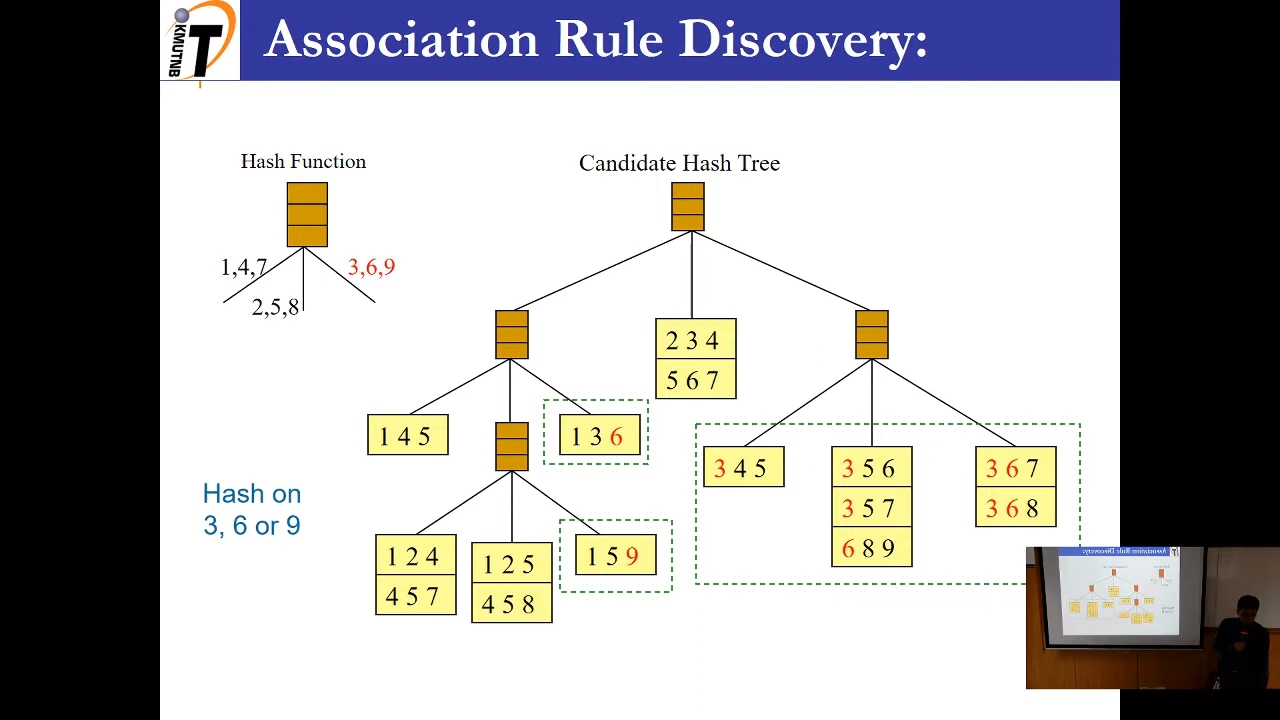 KMUTNB
T
Association Rule Discovery:
Hash Function
1,4,7
2,5,8
3,6,9
Candidate Hash Tree
2 3 4
5 6 7
1 4 5
1 3 6
3 4 5
3 5 6
3 5 7
6 8 9
3 6 7
3 6 8
Hash on
3, 6 or 9
1 2 4
4 5 7
1 2 5
4 5 8
1 5 9
Association Rule Discovery: